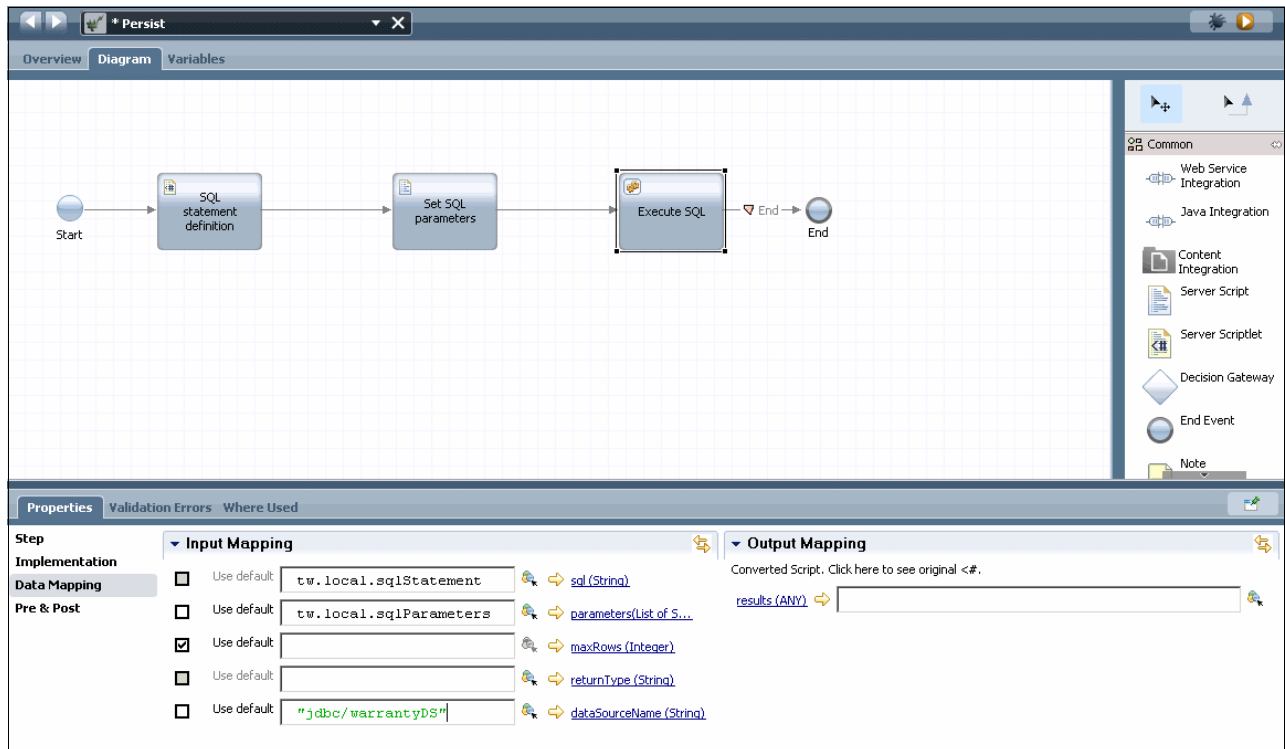 * Persist
Overview Diagram Variables
Common
Web Service
Integration
Java Integration
Content
Integration
Server Script
Server Scriptlet
Decision Gateway
End Event
Note
SQL
statement
definition
Set SQL
parameters
Execute SQL
End
Start
End
Properties Validation Errors Where Used
Step
Implementation
Data Mapping
Pre & Post
Input Mapping
Use default tw.local.sqlStatement sql (String)
Use default tw.local.sqlParameters parameters(List of S...
Use default maxRows (Integer)
Use default returnType (String)
Use default "jdbc/warrantyDS" dataSourceName (String)
Output Mapping
Converted Script. Click here to see original <#.
results (ANY)